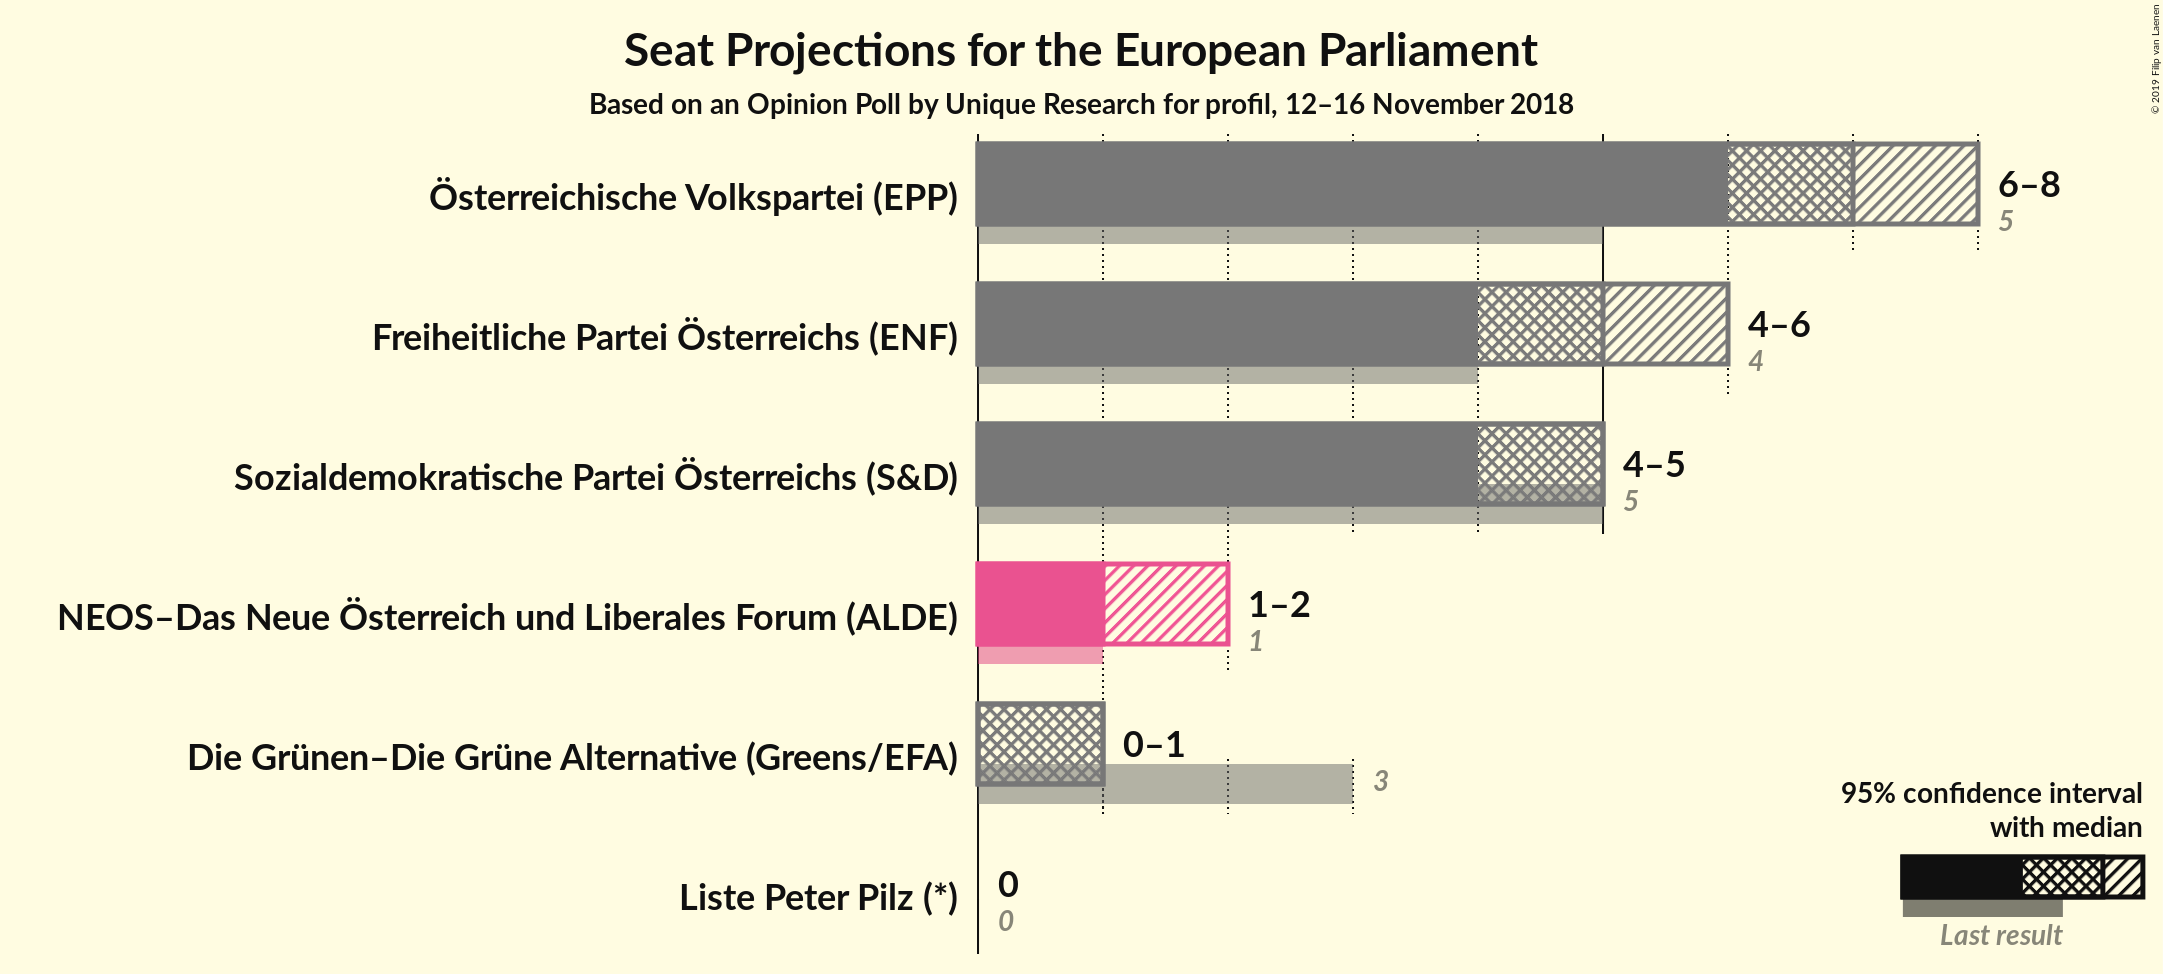 Seat Projections for the European Parliament
Based on an Opinion Poll by Unique Research for profil, 12–16 November 2018
© 2019 Filip van Laenen
Österreichische Volkspartei (EPP)
6–8
5
Freiheitliche Partei Österreichs (ENF)
4–6
4
Sozialdemokratische Partei Österreichs (S&D)
4–5
5
NEOS–Das Neue Österreich und Liberales Forum (ALDE)
1–2
1
Die Grünen–Die Grüne Alternative (Greens/EFA)
0–1
3
Liste Peter Pilz (*)
0
0
95% confidence interval
with median
Last result